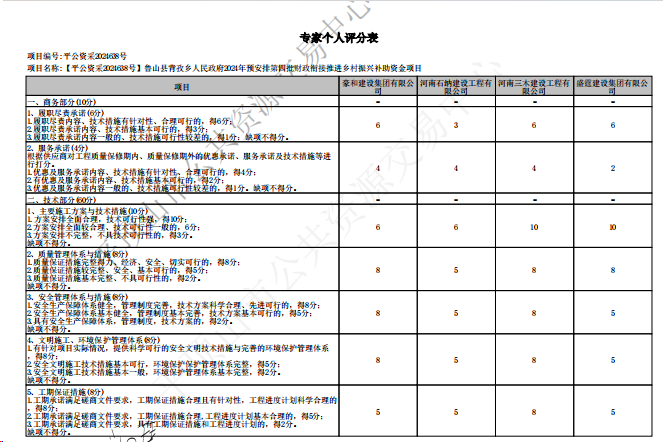 专家个人评分表
项目编号:平公资采2024638号
项目名称:【平公资采2024638号】鲁山县背孜乡人民政府2024年预安排第四批财政衔接推进乡村振兴补助资金项目
项目 豪和建设集团有限公司 河南石纳建设工程有限公司 河南三木建设工程有限公司 盛莛建设集团有限公司
一、商务部分(10分) - - - -
1、履职尽责承诺(6分)
1.履职尽责内容、技术措施有针对性、合理可行的，得6分;
2.履职尽责承诺内容、技术措施基本可行的，得3分;
3.履职尽责承诺内容一般的、技术措施可行性较差的，得1分; 缺项不得分。
6 3 6 6
2、服务承诺(4分)
根据供应商对工程质量保修期内、质量保修期外的优惠承诺、服务承诺及技术措施等进行打分。
1.优惠及服务承诺内容、技术措施有针对性、合理可行的，得4分;
2.有优惠及服务承诺内容、技术措施基本可行的，得2分;
3.优惠及服务承诺内容一般的、技术措施可行性较差的，得1分。缺项不得分。
4 4 4 2
二、技术部分(60分) - - - -
1、主要施工方案与技术措施(10分)
1.方案安排全面合理，技术可行性强，得10分;
2.方案安排全面较合理、技术可行性一般的，6分;
3.方案安排不完整，不具技术可行性的，得3分。
缺项不得分。
6 6 10 10
2、质量管理体系与措施(8分)
1.质量保证措施完整得力、经济、安全、切实可行的，得8分;
2.质量保证措施较完整、安全、基本可行的，得5分;
3.质量保证措施基本完整、不具可行性的，得2分。
缺项不得分。
8 5 8 8
3、安全管理体系与措施(8分)
1.安全生产保障体系健全，管理制度完善，技术方案科学合理、先进可行的，得8分;
2.安全生产保障体系基本健全，管理制度基本完善，技术方案基本可行的，得5分;
3.具有安全生产保障体系，管理制度，技术方案的，得2分。
缺项不得分。
8 5 8 5
4、文明施工、环境保护管理体系(8分)
1.有针对项目实际情况，提供科学可行的安全文明技术措施与完善的环境保护管理体系，得8分;
2.安全文明施工技术措施基本可行，环境保护保护管理体系完整，得5分;
3.安全文明施工技术措施基本一般，环境保护管理体系基本完整，得2分。
缺项不得分。
8 5 8 5
5、工期保证措施(8分)
1.工期承诺满足磋商文件要求，工期保证措施合理且有针对性，工程进度计划科学合理的，得8分;
2.工期承诺满足磋商文件要求，工期保证措施合理,工程进度计划基本合理的，得5分;
3.工期承诺满足磋商文件要求，具有工期保证措施和工程进度计划的，得2分。
缺项不得分。
5 5 8 5